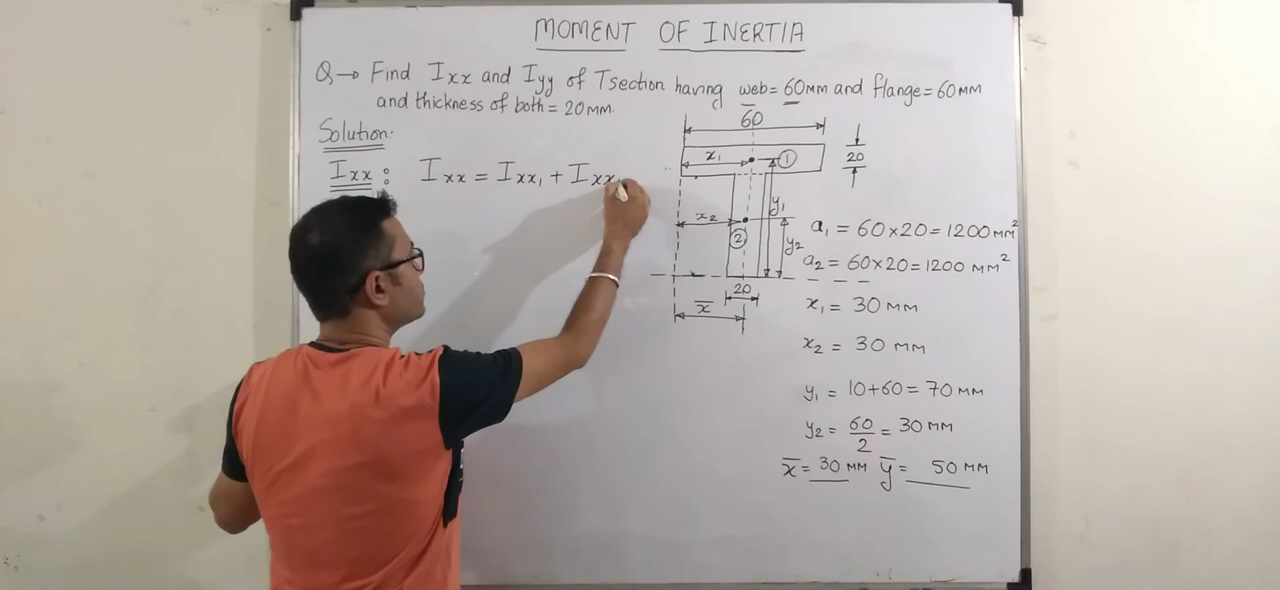 MOMENT OF INERTIA
Q→ Find Ixx and Iyy of Tsection having web=60MM and flange=60MM
and thickness of both=20MM.
Solution:
Ixx: Ixx = Ixx₁ + Ixx
60
x₁
①
20
x₂
y₁
②
y₂
20
x̅
a₁ = 60×20=1200MM²
a₂ = 60×20=1200 MM²
x₁ = 30 MM
x₂ = 30 MM
y₁ = 10+60= 70 MM
y₂ = 60/2 = 30 MM
x̅ = 30 MM y̅ = 50 MM